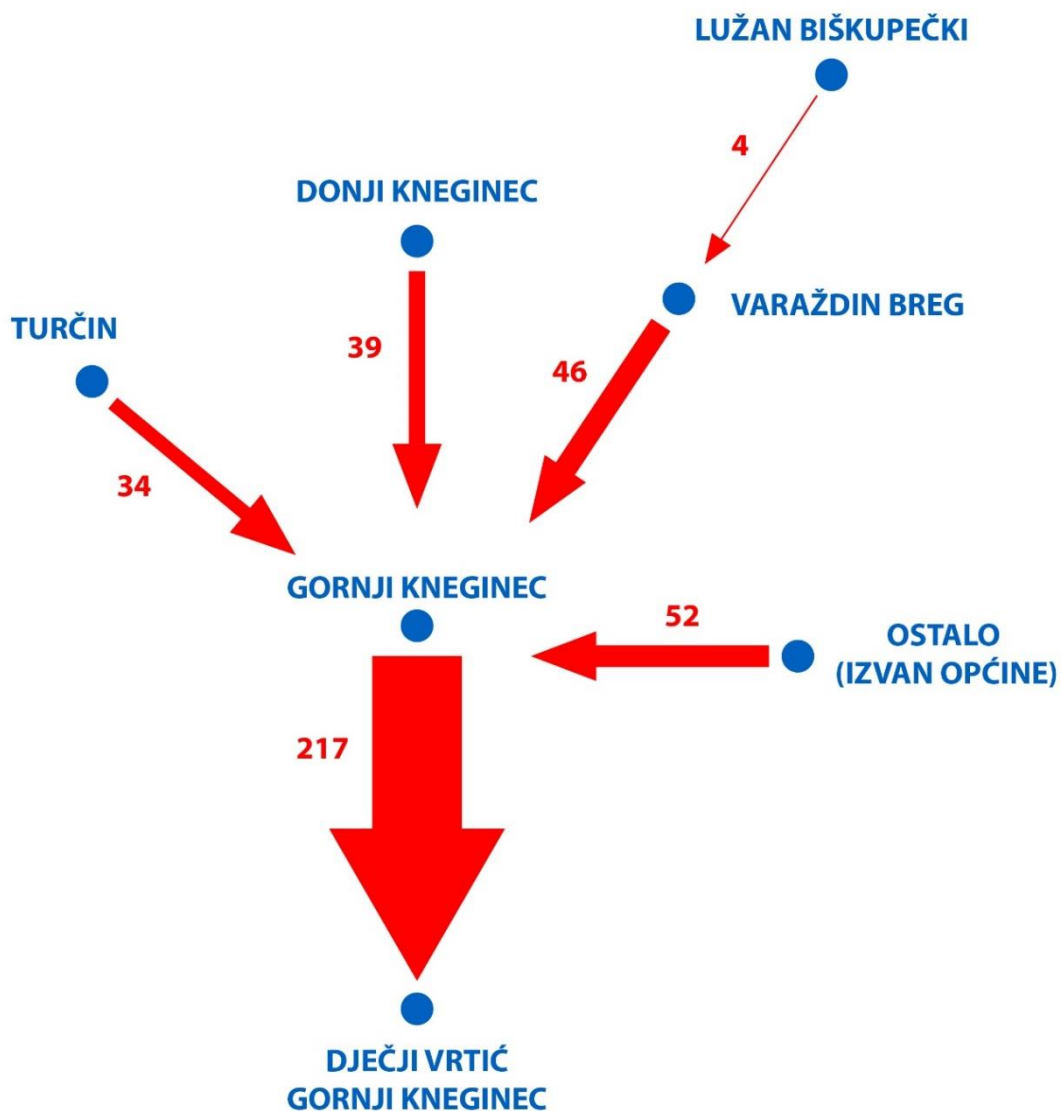 LUŽAN BIŠKUPEČKI
4
DONJI KNEGINEC
VARAŽDIN BREG
TURČIN
39
46
34
GORNJI KNEGINEC
52
OSTALO
(IZVAN OPĆINE)
217
DJEČJI VRTIĆ
GORNJI KNEGINEC